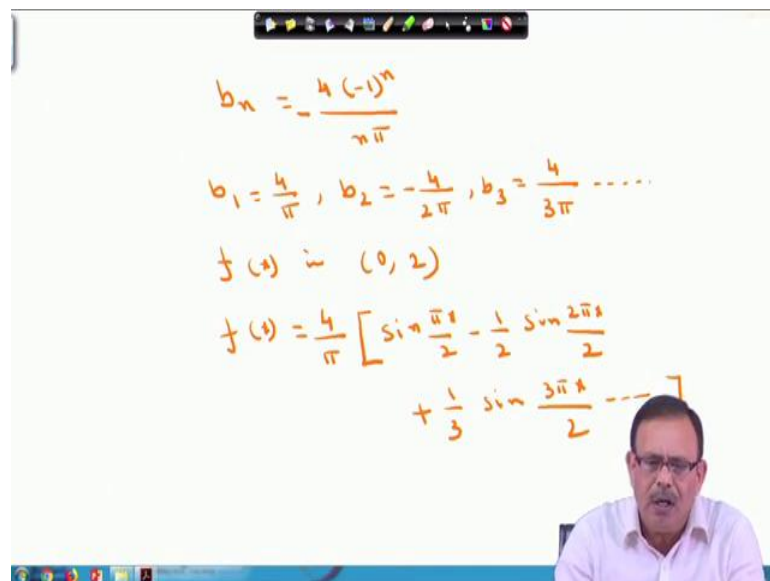 bₙ = - 4(-1)ⁿ / nπ
b₁ = 4/π , b₂ = - 4/2π , b₃ = 4/3π .....
f(x) in (0, 2)
f(x) = 4/π [ sin πx/2 - 1/2 sin 2πx/2
+ 1/3 sin 3πx/2 ---- ]